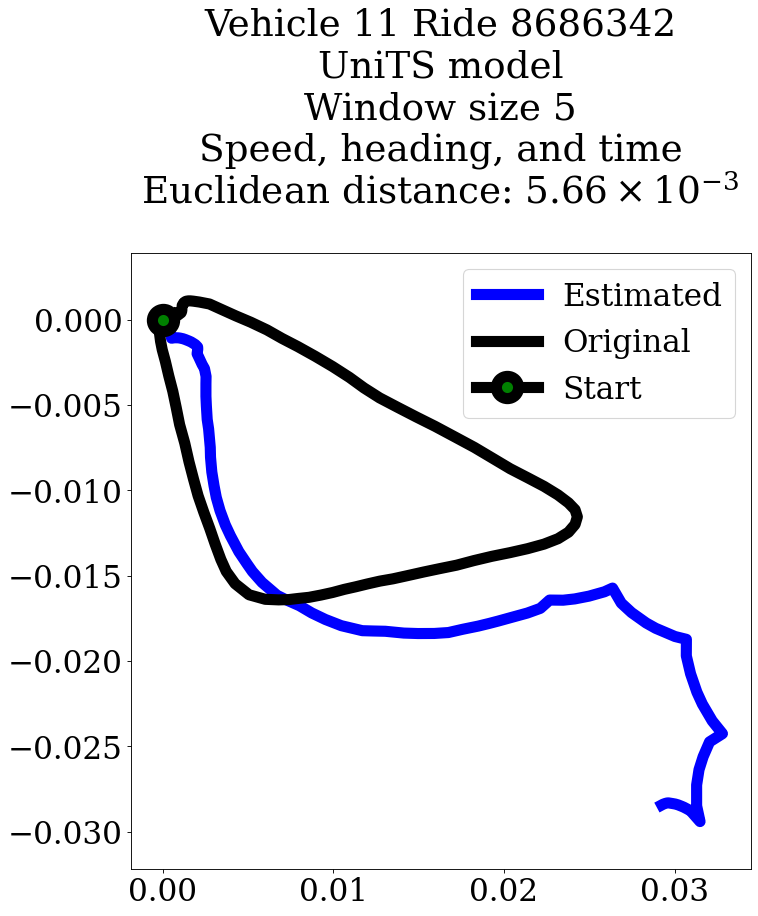 Vehicle 11 Ride 8686342
UniTS model
Window size 5
Speed, heading, and time
Euclidean distance: 5.66 × 10⁻³
Estimated
Original
Start
0.000
−0.005
−0.010
−0.015
−0.020
−0.025
−0.030
0.00 0.01 0.02 0.03